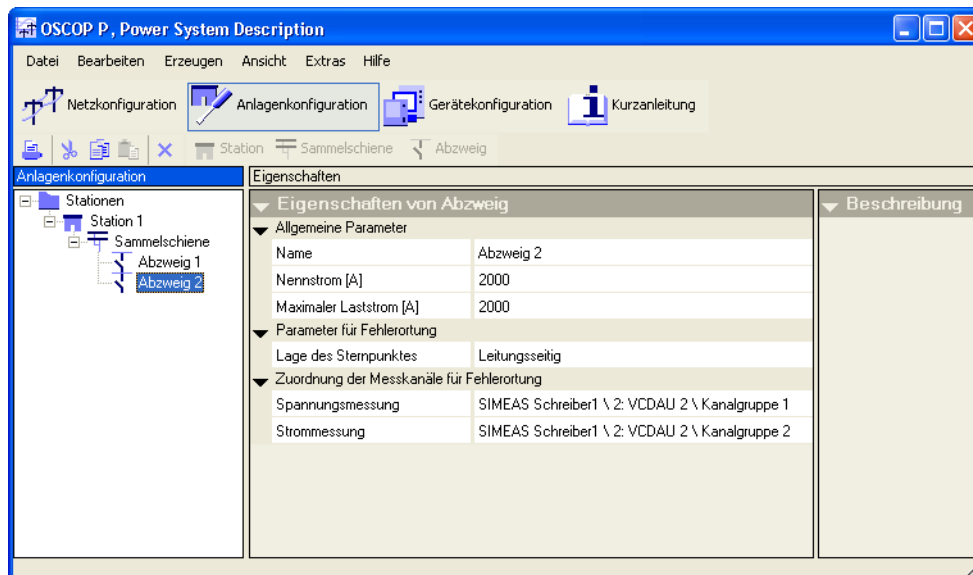 OSCOP P, Power System Description
Datei Bearbeiten Erzeugen Ansicht Extras Hilfe
Netzkonfiguration Anlagenkonfiguration Gerätekonfiguration Kurzanleitung
Station Sammelschiene Abzweig
Anlagenkonfiguration
Eigenschaften
Stationen
Station 1
Sammelschiene
Abzweig 1
Abzweig 2
Eigenschaften von Abzweig
Allgemeine Parameter
Name Abzweig 2
Nennstrom [A] 2000
Maximaler Laststrom [A] 2000
Parameter für Fehlerortung
Lage des Sternpunktes Leitungsseitig
Zuordnung der Messkanäle für Fehlerortung
Spannungsmessung SIMEAS Schreiber1 \ 2: VCDAU 2 \ Kanalgruppe 1
Strommessung SIMEAS Schreiber1 \ 2: VCDAU 2 \ Kanalgruppe 2
Beschreibung